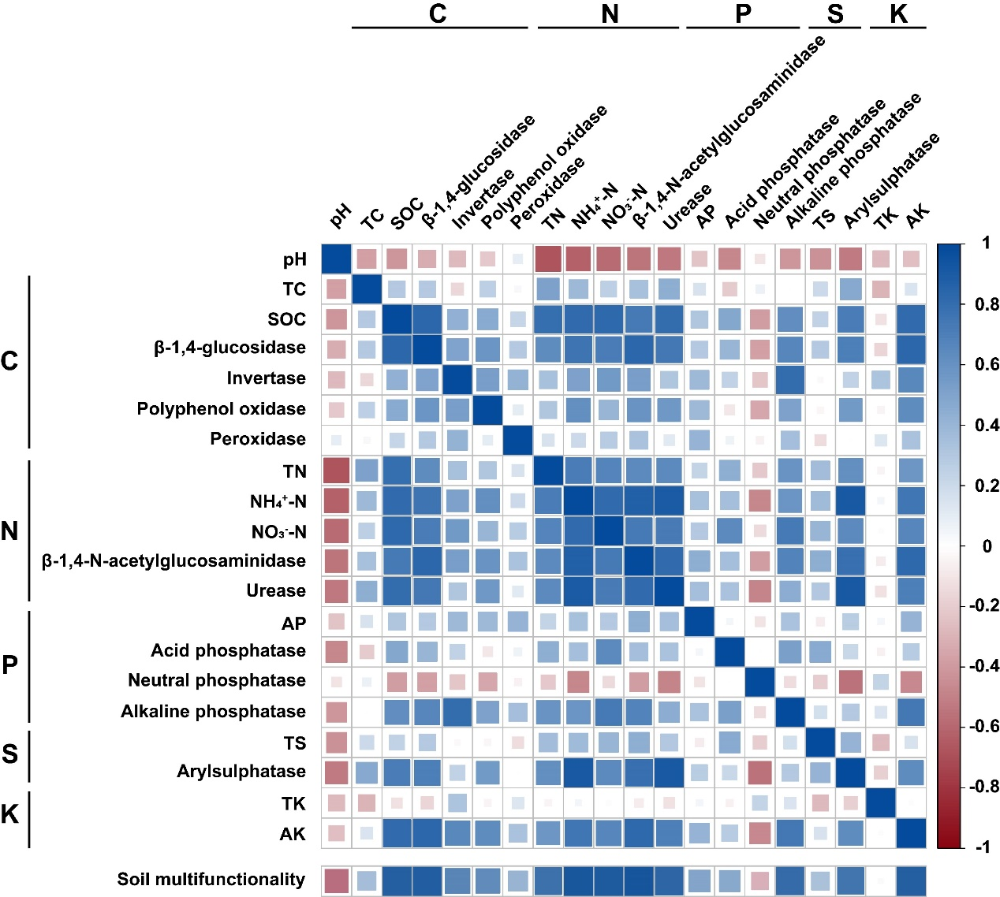 C N P S K
pH TC SOC β-1,4-glucosidase Invertase Polyphenol oxidase Peroxidase TN NH₄⁺-N NO₃⁻-N β-1,4-N-acetylglucosaminidase Urease AP Acid phosphatase Neutral phosphatase Alkaline phosphatase TS Arylsulphatase TK AK
pH
TC
SOC
β-1,4-glucosidase
Invertase
Polyphenol oxidase
Peroxidase
C
TN
NH₄⁺-N
NO₃⁻-N
β-1,4-N-acetylglucosaminidase
Urease
N
AP
Acid phosphatase
Neutral phosphatase
Alkaline phosphatase
P
TS
Arylsulphatase
S
TK
AK
K
Soil multifunctionality
1
0.8
0.6
0.4
0.2
0
-0.2
-0.4
-0.6
-0.8
-1